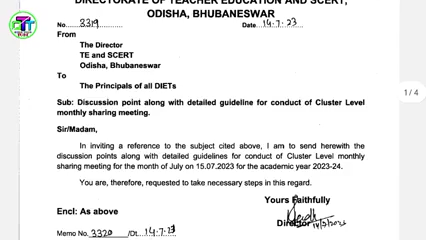 DIRECTORATE OF TEACHER EDUCATION AND SCERT,
ODISHA, BHUBANESWAR
No. 3319 Date 14.7.23
From
The Director
TE and SCERT
Odisha, Bhubaneswar
To
The Principals of all DIETs
Sub: Discussion point along with detailed guideline for conduct of Cluster Level
monthly sharing meeting.
Sir/Madam,
In inviting a reference to the subject cited above, I am to send herewith the
discussion points along with detailed guidelines for conduct of Cluster Level monthly
sharing meeting for the month of July on 15.07.2023 for the academic year 2023-24.
You are, therefore, requested to take necessary steps in this regard.
Yours Faithfully
Director
Encl: As above
Memo No. 3320 /Dt. 14.7.23
1/4